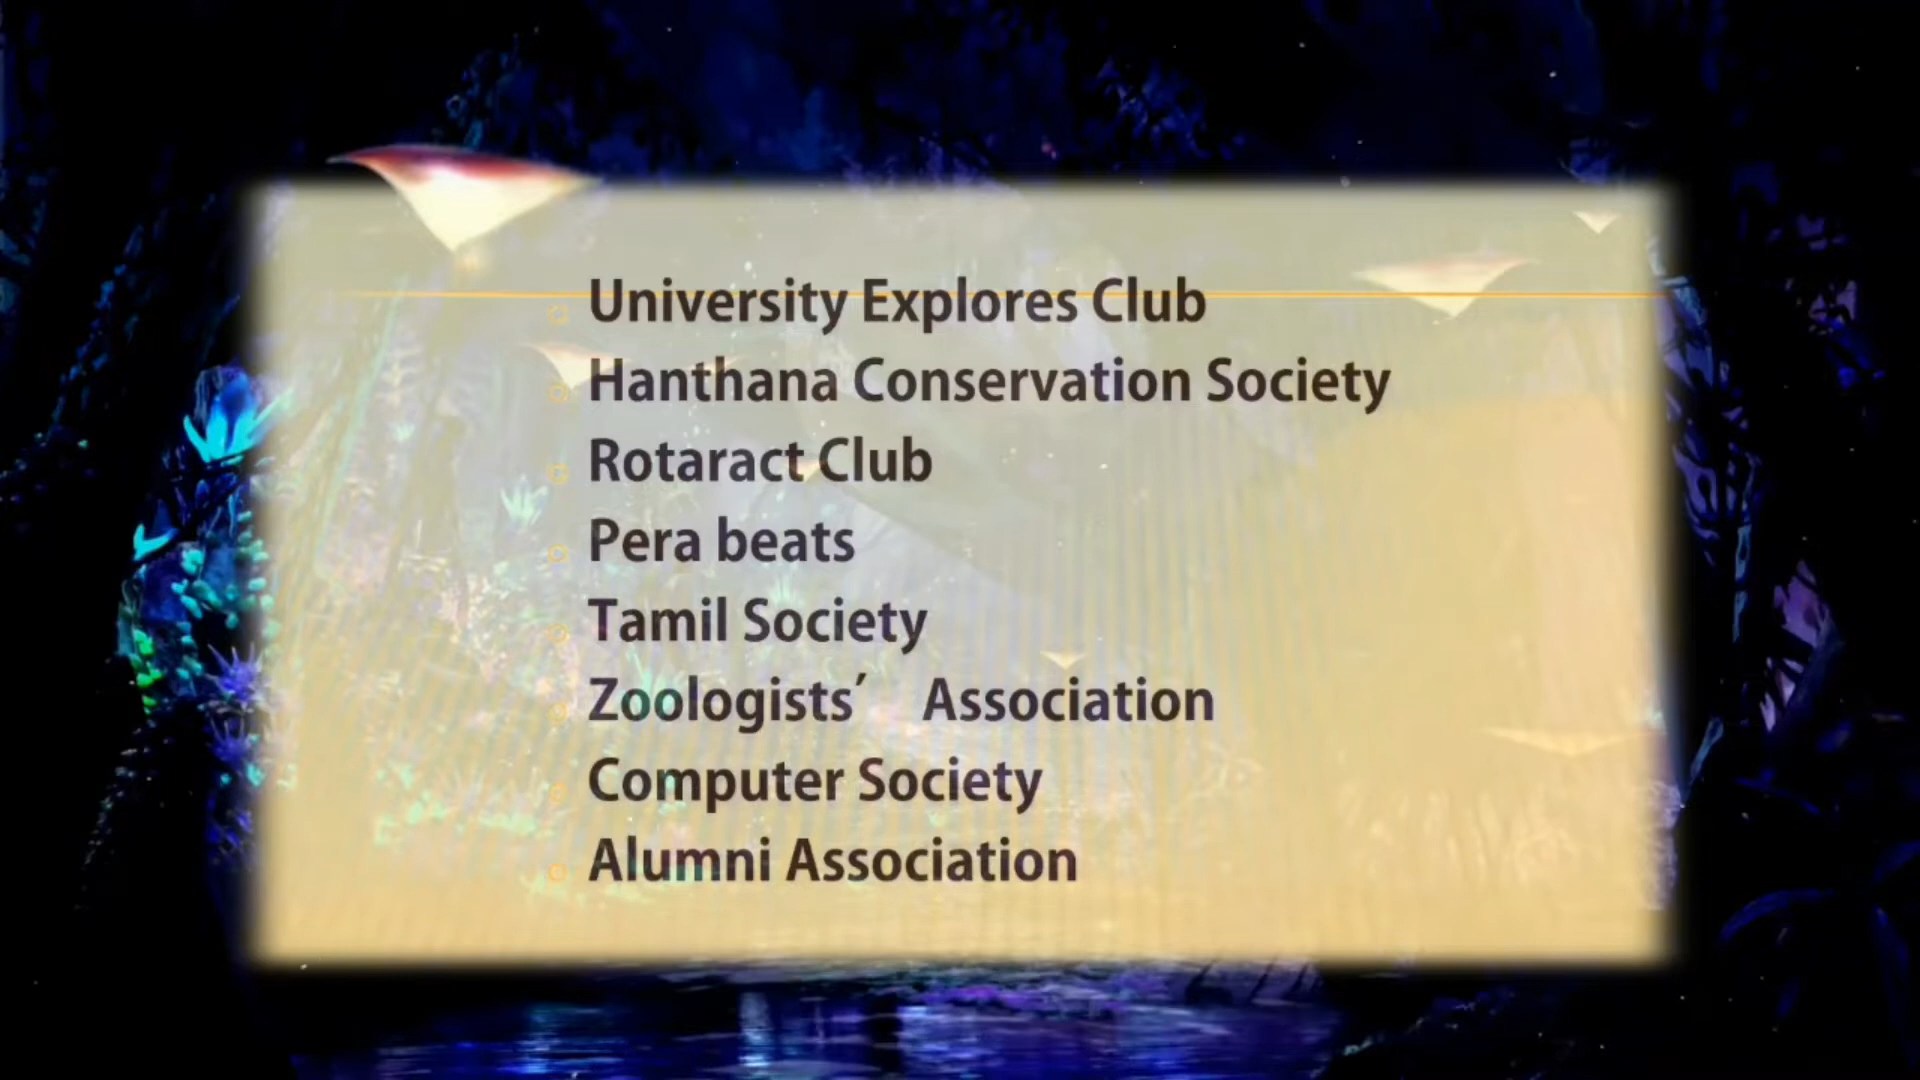 University Explores Club
Hanthana Conservation Society
Rotaract Club
Pera beats
Tamil Society
Zoologists´ Association
Computer Society
Alumni Association